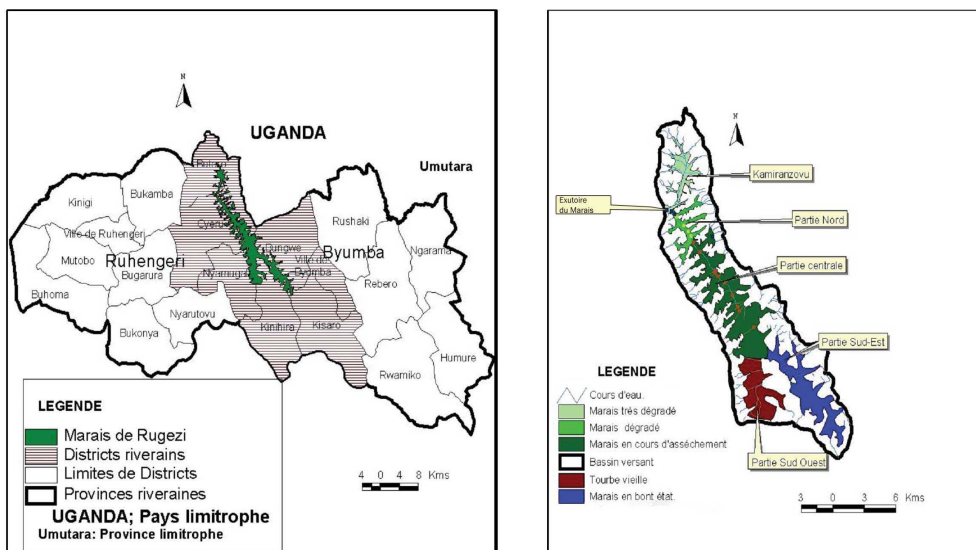 N
UGANDA
Umutara
Butaro
Kinigi
Bukamba
Cyeru
Rushaki
Ville de Ruhengeri
Bungwe
Ngarama
Mutobo
Ruhengeri
Byumba
Ville de Byumba
Bugarura
Nyamugali
Rebero
Buhoma
Nyarutovu
Kinihira
Kisaro
Bukonya
Humure
Rwamiko
LEGENDE
Marais de Rugezi
Districts riverains
Limites de Districts
Provinces riveraines
UGANDA; Pays limitrophe
Umutara: Province limitrophe
4 0 4 8 Kms
N
Kamiranzovu
Exutoire
du Marais
Partie Nord
Partie centrale
Partie Sud-Est
LEGENDE
Cours d'eau.
Marais trés dégradé
Marais dégradé
Marais en cours d'asséchement
Bassin versant
Tourbe vieille
Marais en bont état.
Partie Sud Ouest
3 0 3 6 Kms